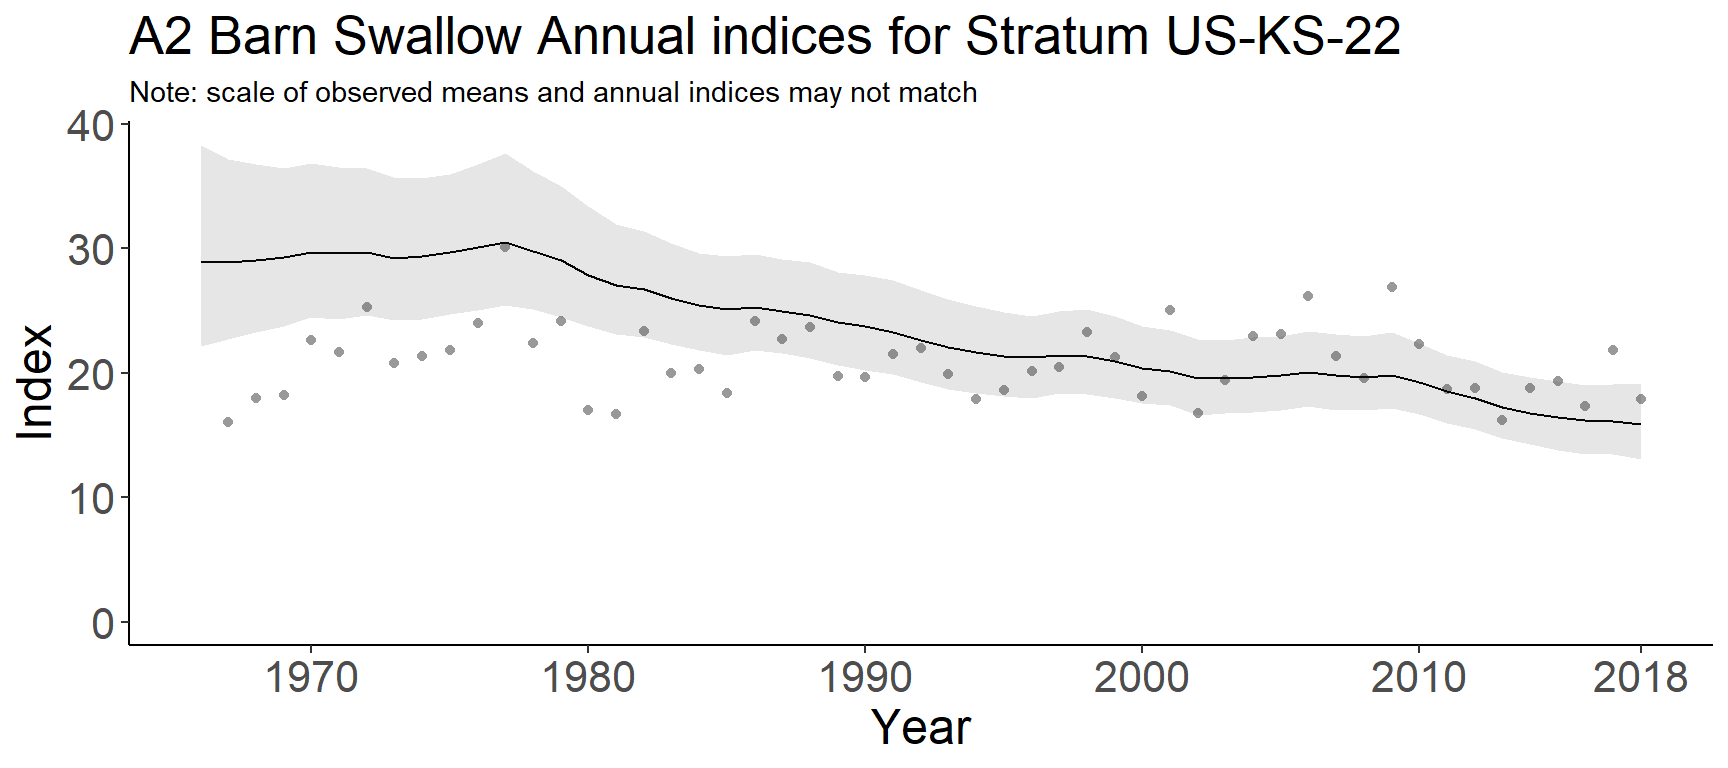 A2 Barn Swallow Annual indices for Stratum US-KS-22
Note: scale of observed means and annual indices may not match
40
30
20
10
0
Index
1970 1980 1990 2000 2010 2018
Year